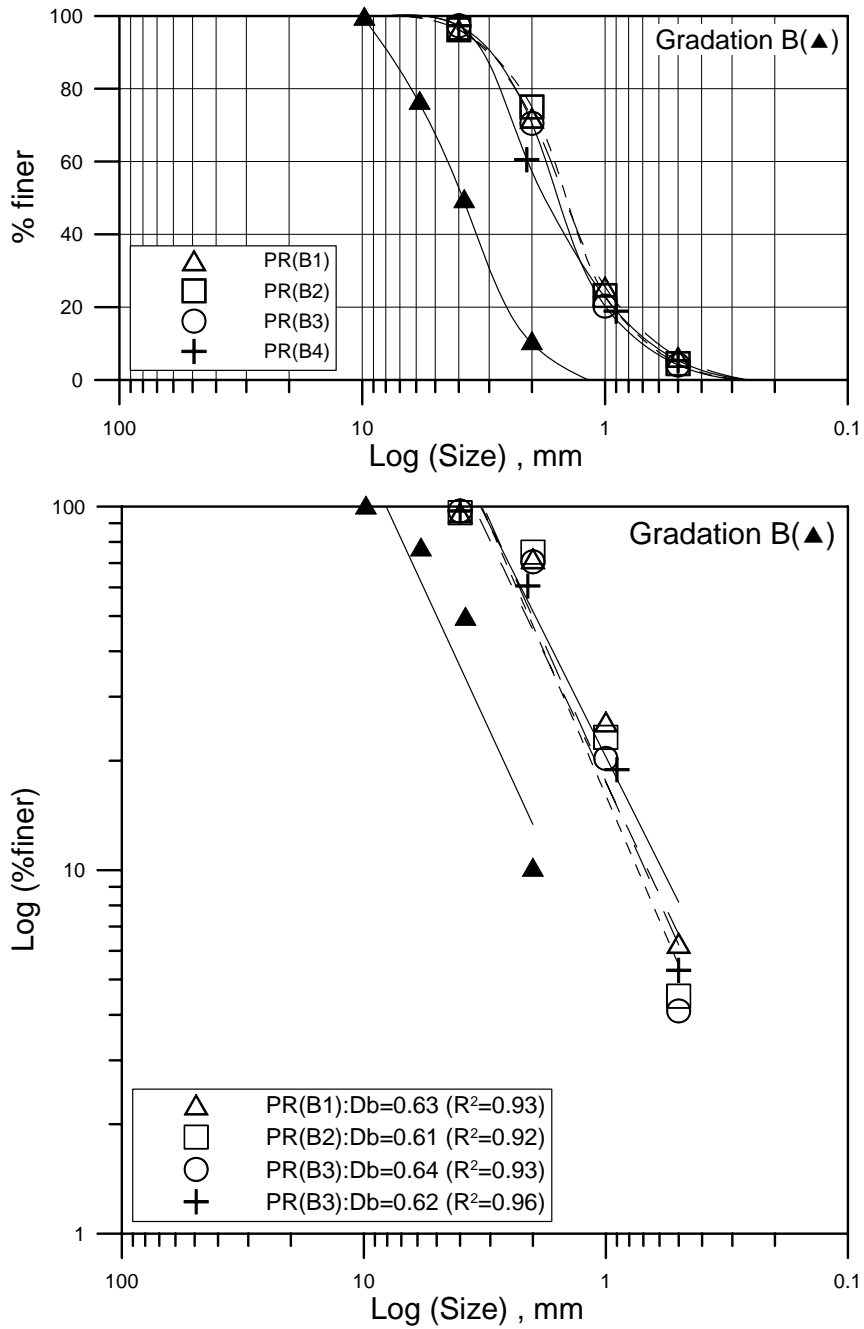 100
80
60
40
20
0
% finer
Gradation B(▲)
PR(B1)
PR(B2)
PR(B3)
PR(B4)
100
10
1
0.1
Log (Size) , mm
100
10
1
Log (%finer)
Gradation B(▲)
PR(B1):Db=0.63 (R²=0.93)
PR(B2):Db=0.61 (R²=0.92)
PR(B3):Db=0.64 (R²=0.93)
PR(B3):Db=0.62 (R²=0.96)
100
10
1
0.1
Log (Size) , mm